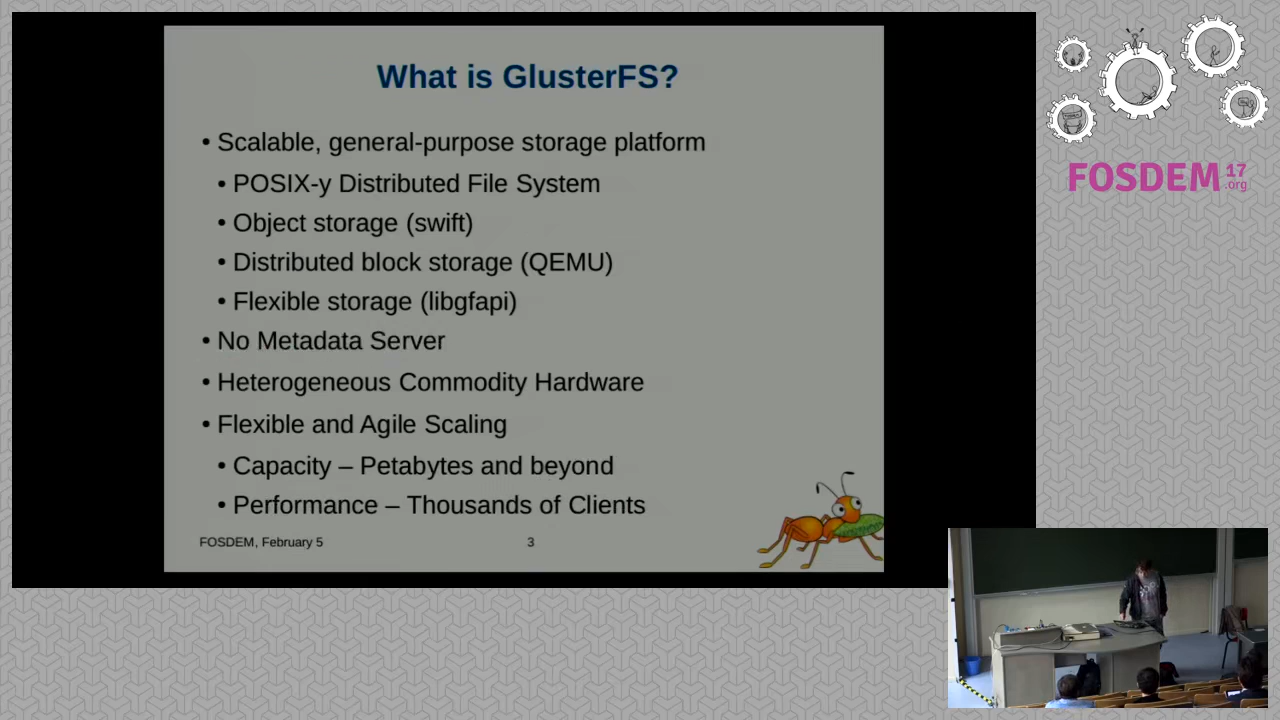 What is GlusterFS?
• Scalable, general-purpose storage platform
• POSIX-y Distributed File System
• Object storage (swift)
• Distributed block storage (QEMU)
• Flexible storage (libgfapi)
• No Metadata Server
• Heterogeneous Commodity Hardware
• Flexible and Agile Scaling
• Capacity – Petabytes and beyond
• Performance – Thousands of Clients
FOSDEM, February 5
3
FOSDEM 17
.org